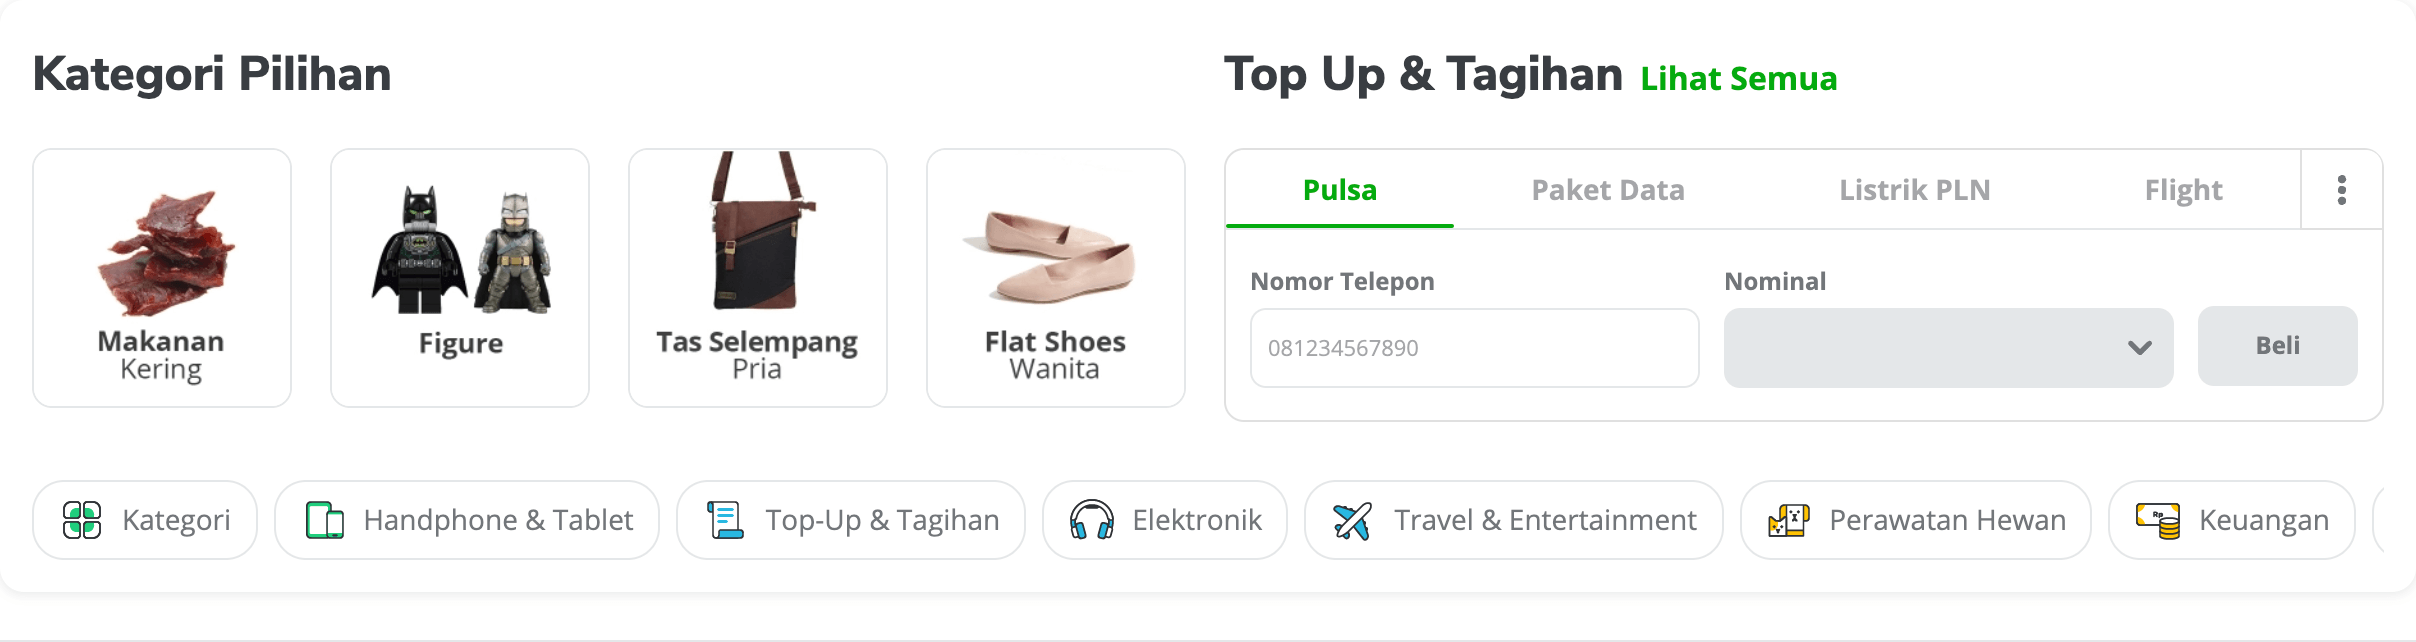 Kategori Pilihan
Makanan
Kering
Figure
Tas Selempang
Pria
Flat Shoes
Wanita
Top Up & Tagihan Lihat Semua
Pulsa Paket Data Listrik PLN Flight
Nomor Telepon
081234567890
Nominal
Beli
Kategori
Handphone & Tablet
Top-Up & Tagihan
Elektronik
Travel & Entertainment
Perawatan Hewan
Rp
Keuangan